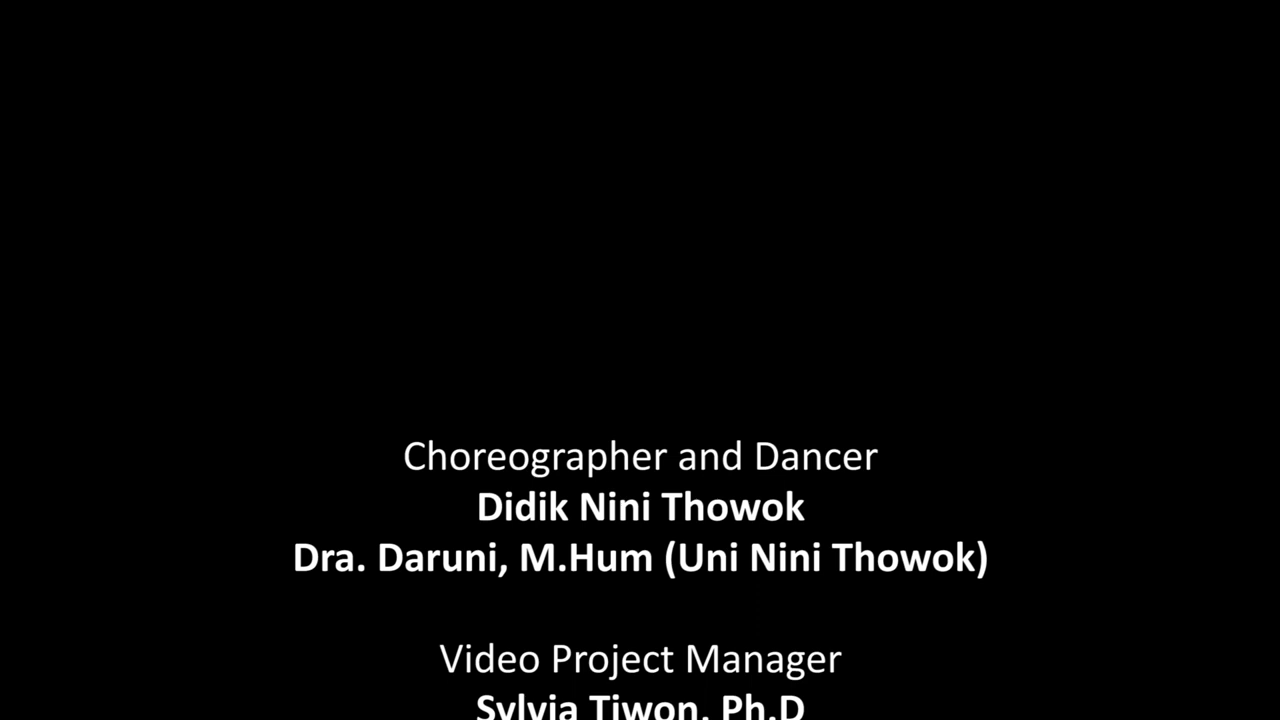 Choreographer and Dancer
Didik Nini Thowok
Dra. Daruni, M.Hum (Uni Nini Thowok)
Video Project Manager
Sylvia Tiwon, Ph.D